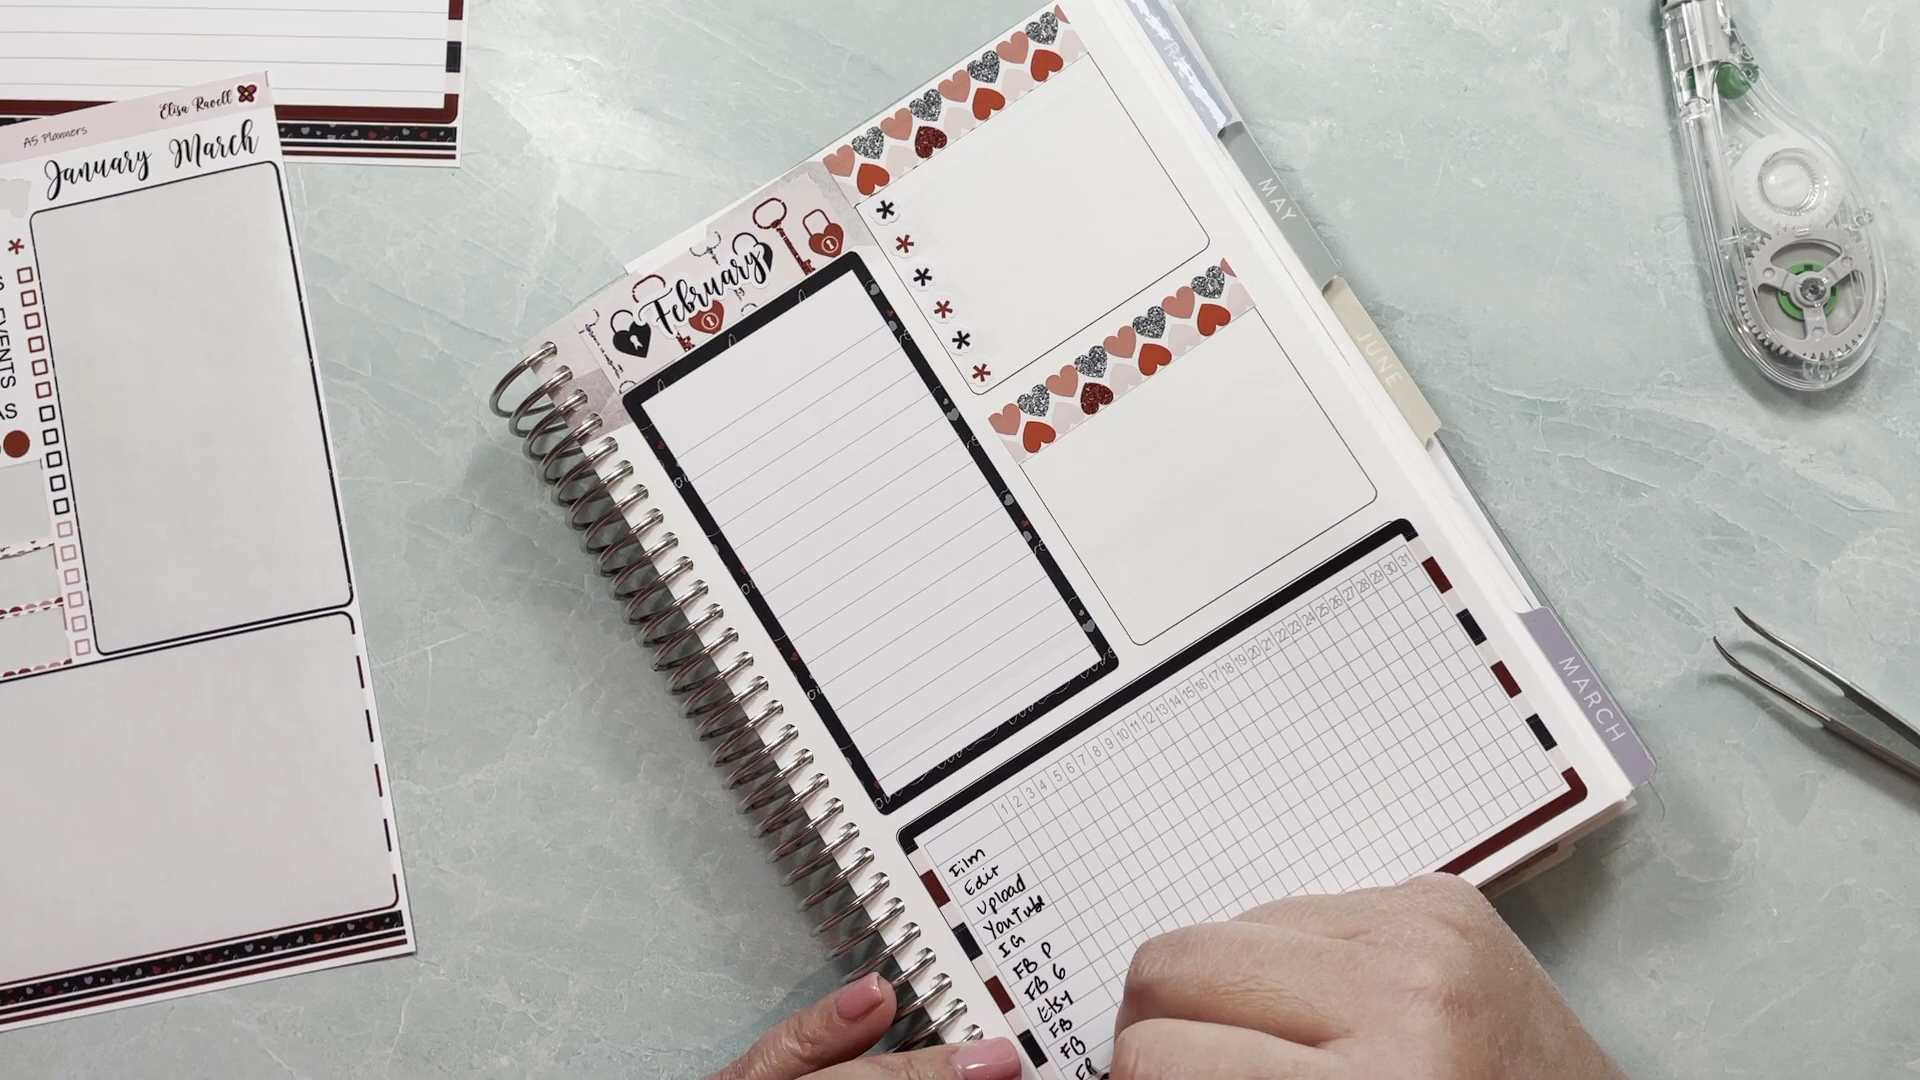 A5 Planners
Elisa Ravell
January March
EVENTS
February
MAY
JUNE
MARCH
1 2 3 4 5 6 7 8 9 10 11 12 13 14 15 16 17 18 19 20 21 22 23 24 25 26 27 28 29 30 31
Film
Edit
Upload
YouTube
IG
FB P
FB G
Etsy
FB
FB